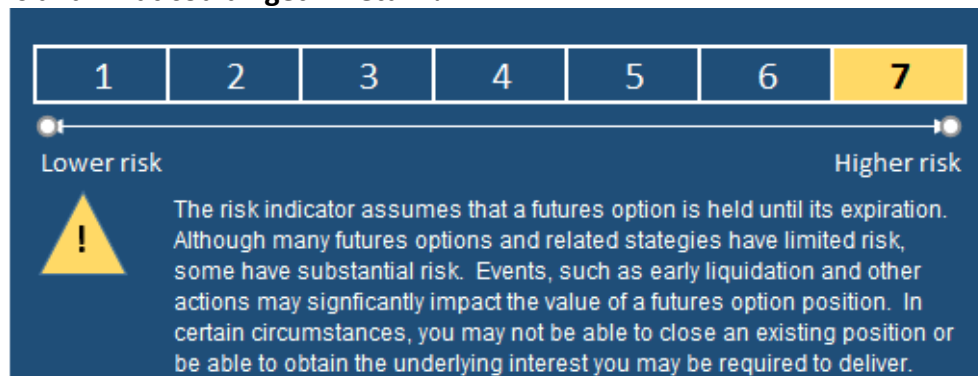 1 2 3 4 5 6 7
Lower risk Higher risk
! The risk indicator assumes that a futures option is held until its expiration.
Although many futures options and related stategies have limited risk,
some have substantial risk. Events, such as early liquidation and other
actions may signficantly impact the value of a futures option position. In
certain circumstances, you may not be able to close an existing position or
be able to obtain the underlying interest you may be required to deliver.